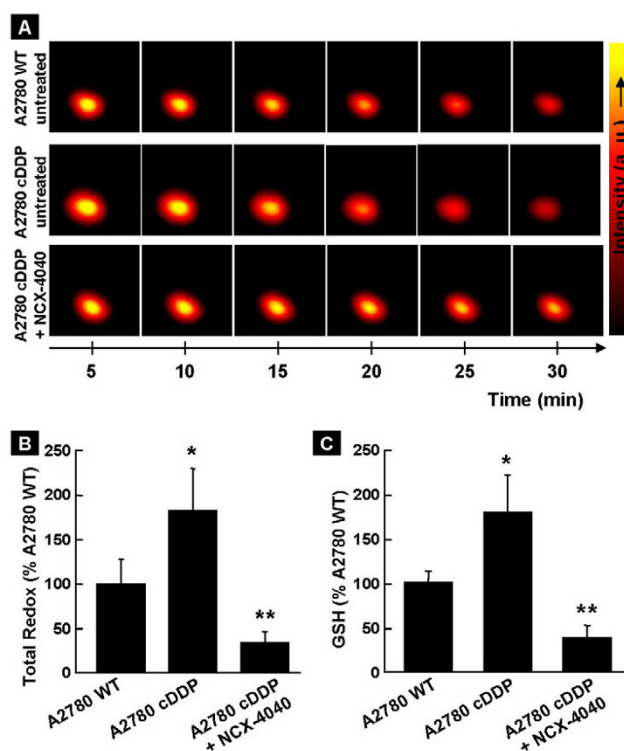 A
A2780 WT
untreated
A2780 cDDP
untreated
A2780 cDDP
+ NCX-4040
Intensity (a. u.)
5 10 15 20 25 30
Time (min)
B
Total Redox (% A2780 WT)
250
200
150
100
50
0
*
**
A2780 WT
A2780 cDDP
A2780 cDDP
+ NCX-4040
C
GSH (% A2780 WT)
250
200
150
100
50
0
*
**
A2780 WT
A2780 cDDP
A2780 cDDP
+ NCX-4040